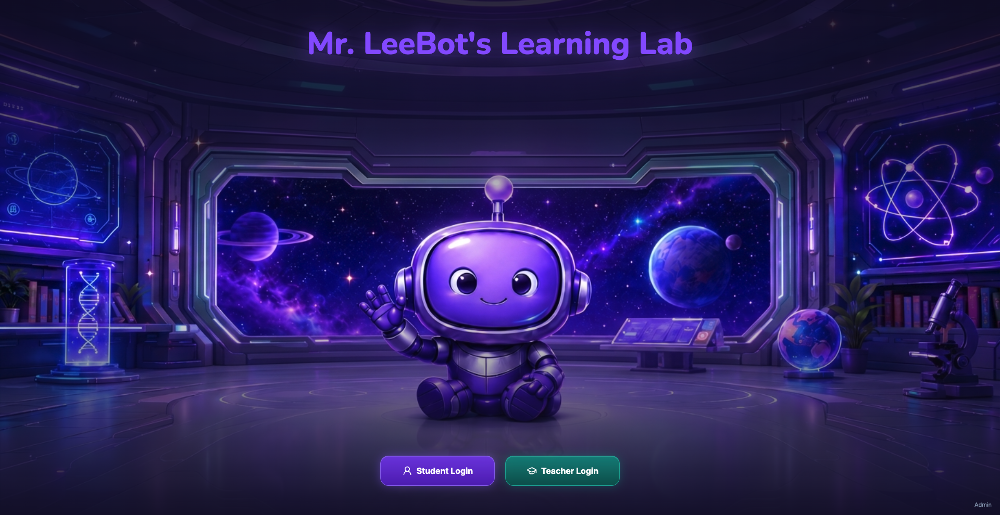 Mr. LeeBot's Learning Lab
Student Login
Teacher Login
Admin